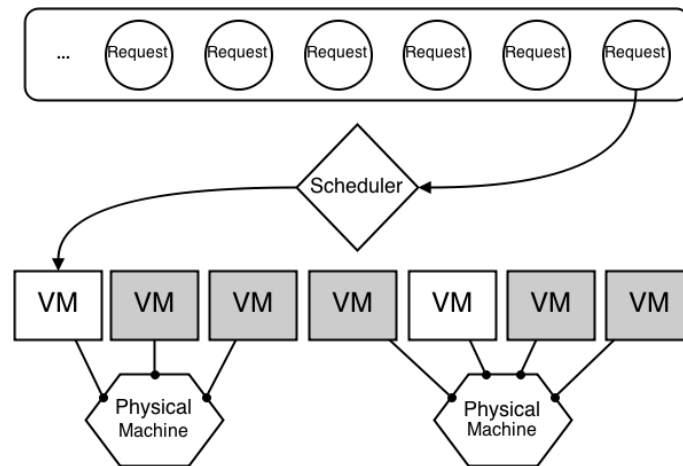 ... Request Request Request Request Request Request
Scheduler
VM VM VM VM VM VM VM
Physical Physical
Machine Machine